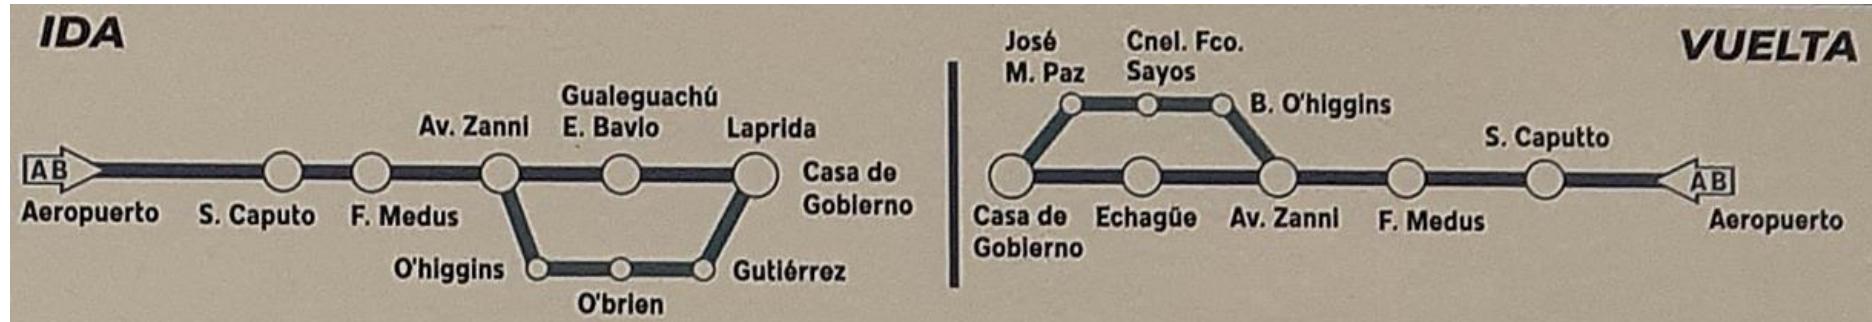 IDA
AB
Aeropuerto
S. Caputo
F. Medus
Av. Zanni
Gualeguachú
E. Bavio
Laprida
Casa de
Gobierno
O'higgins
O'brien
Gutiérrez
VUELTA
José
M. Paz
Cnel. Fco.
Sayos
B. O'higgins
Casa de
Gobierno
Echagüe
Av. Zanni
F. Medus
S. Caputto
AB
Aeropuerto